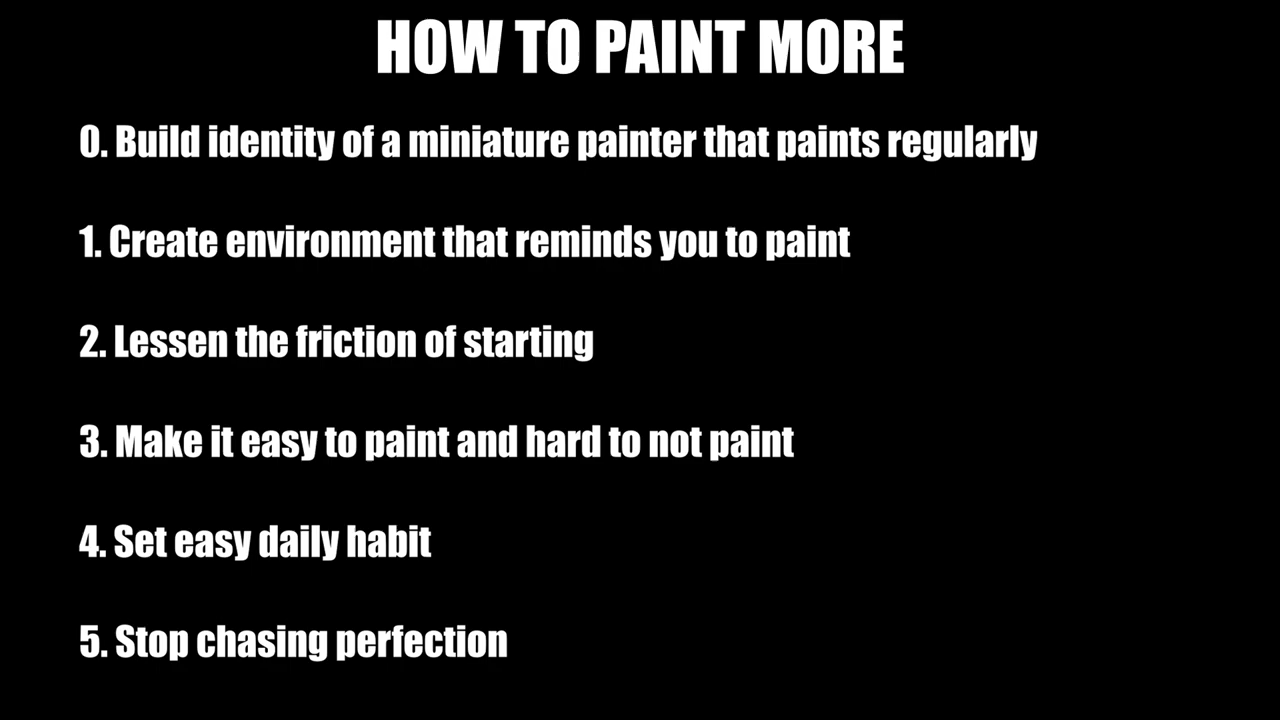 HOW TO PAINT MORE
0. Build identity of a miniature painter that paints regularly
1. Create environment that reminds you to paint
2. Lessen the friction of starting
3. Make it easy to paint and hard to not paint
4. Set easy daily habit
5. Stop chasing perfection